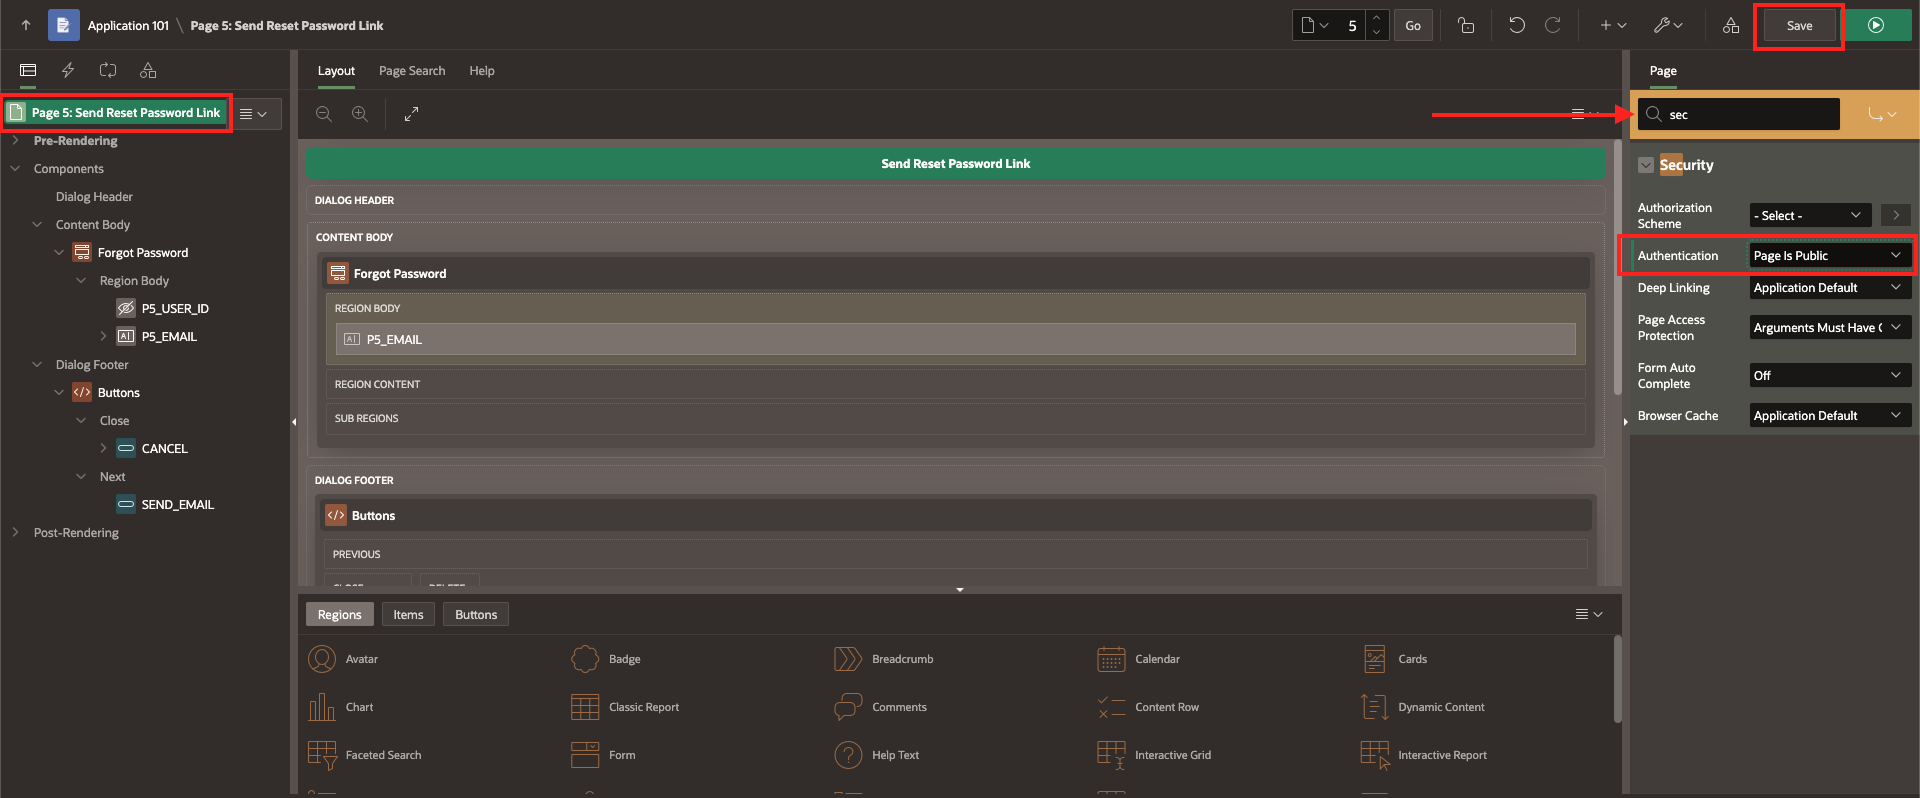 Application 101 \ Page 5: Send Reset Password Link
5
Go
Save
Layout
Page Search
Help
Page
Page 5: Send Reset Password Link
sec
Pre-Rendering
Components
Dialog Header
Content Body
Forgot Password
Region Body
P5_USER_ID
P5_EMAIL
Dialog Footer
Buttons
Close
CANCEL
Next
SEND_EMAIL
Post-Rendering
Send Reset Password Link
DIALOG HEADER
CONTENT BODY
Forgot Password
REGION BODY
P5_EMAIL
REGION CONTENT
SUB REGIONS
DIALOG FOOTER
Buttons
PREVIOUS
Security
Authorization
Scheme
- Select -
Authentication
Page Is Public
Deep Linking
Application Default
Page Access
Protection
Arguments Must Have
Form Auto
Complete
Off
Browser Cache
Application Default
Regions
Items
Buttons
Avatar
Badge
Breadcrumb
Calendar
Cards
Chart
Classic Report
Comments
Content Row
Dynamic Content
Faceted Search
Form
Help Text
Interactive Grid
Interactive Report